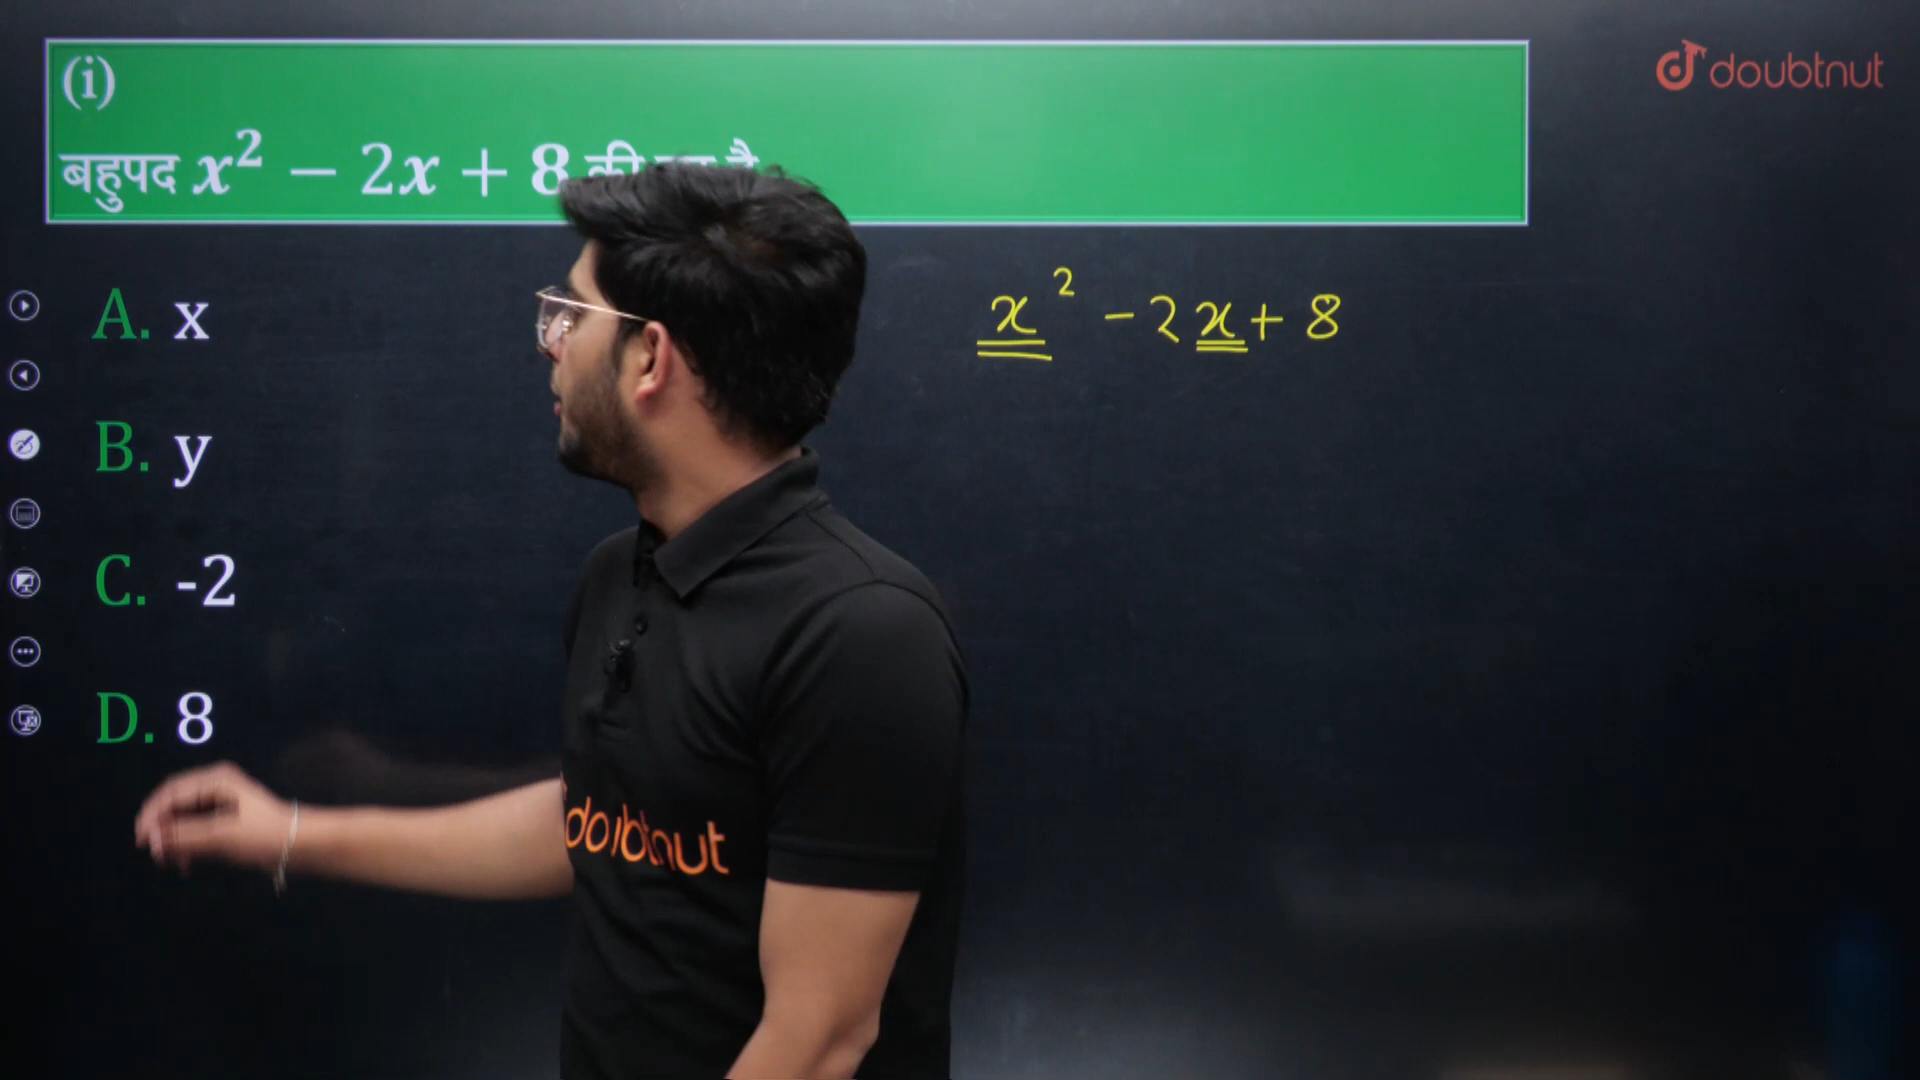 (i)
doubtnut
बहुपद x² − 2x + 8 की है
x² - 2x + 8
A. x
B. y
C. -2
D. 8
doubtnut